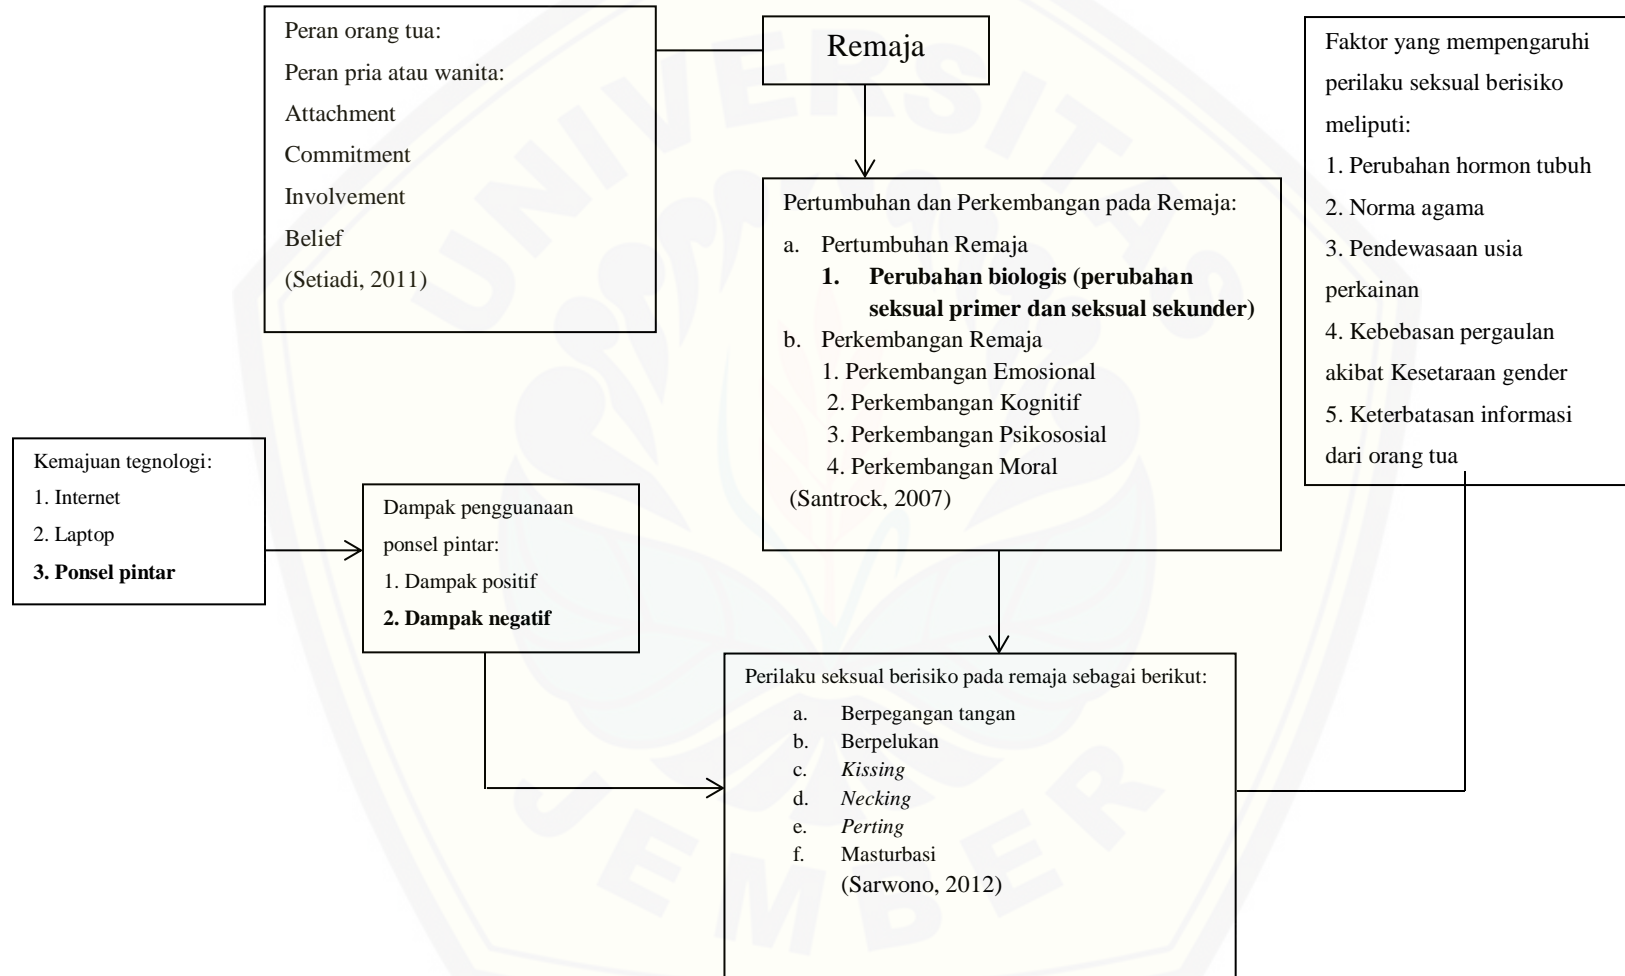 Peran orang tua:
Peran pria atau wanita:
Attachment
Commitment
Involvement
Belief
(Setiadi, 2011)
Remaja
Faktor yang mempengaruhi
perilaku seksual berisiko
meliputi:
1. Perubahan hormon tubuh
2. Norma agama
3. Pendewasaan usia
perkainan
4. Kebebasan pergaulan
akibat Kesetaraan gender
5. Keterbatasan informasi
dari orang tua
Pertumbuhan dan Perkembangan pada Remaja:
a. Pertumbuhan Remaja
1. Perubahan biologis (perubahan
seksual primer dan seksual sekunder)
b. Perkembangan Remaja
1. Perkembangan Emosional
2. Perkembangan Kognitif
3. Perkembangan Psikososial
4. Perkembangan Moral
(Santrock, 2007)
Kemajuan tegnologi:
1. Internet
2. Laptop
3. Ponsel pintar
Dampak pengguanaan
ponsel pintar:
1. Dampak positif
2. Dampak negatif
Perilaku seksual berisiko pada remaja sebagai berikut:
a. Berpegangan tangan
b. Berpelukan
c. Kissing
d. Necking
e. Perting
f. Masturbasi
(Sarwono, 2012)
UNIVERSITAS
JEMBER